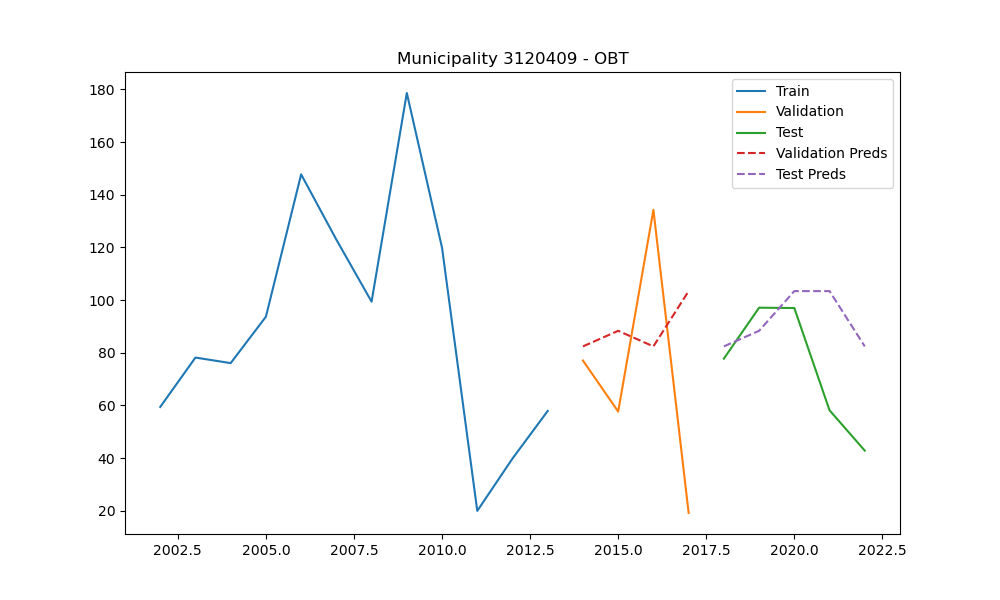 Municipality 3120409 - OBT
Train
Validation
Test
Validation Preds
Test Preds
180
160
140
120
100
80
60
40
20
2002.5 2005.0 2007.5 2010.0 2012.5 2015.0 2017.5 2020.0 2022.5